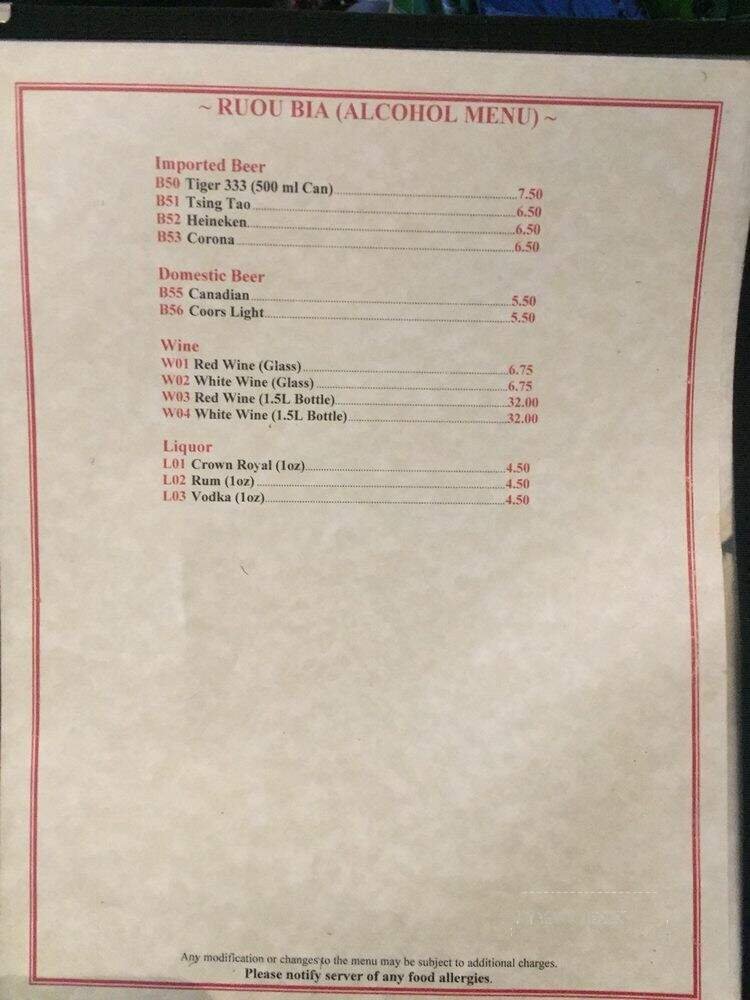 ~ RUOU BIA (ALCOHOL MENU) ~
Imported Beer
B50 Tiger 333 (500 ml Can) 7.50
B51 Tsing Tao 6.50
B52 Heineken 6.50
B53 Corona 6.50
Domestic Beer
B55 Canadian 5.50
B56 Coors Light 5.50
Wine
W01 Red Wine (Glass) 6.75
W02 White Wine (Glass) 6.75
W03 Red Wine (1.5L Bottle) 32.00
W04 White Wine (1.5L Bottle) 32.00
Liquor
L01 Crown Royal (1oz) 4.50
L02 Rum (1oz) 4.50
L03 Vodka (1oz) 4.50
Any modification or changes to the menu may be subject to additional charges.
Please notify server of any food allergies.